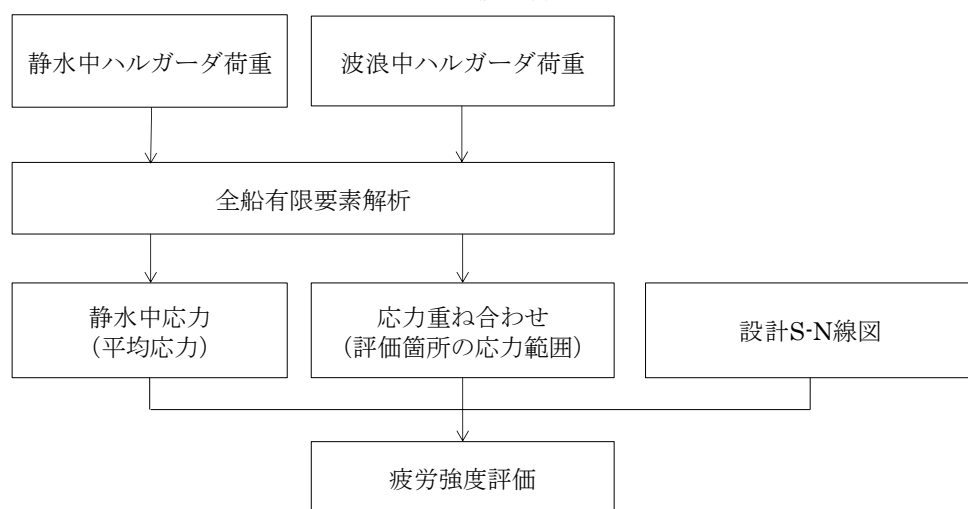 静水中ハルガーダ荷重
波浪中ハルガーダ荷重
全船有限要素解析
静水中応力
（平均応力）
応力重ね合わせ
（評価箇所の応力範囲）
設計S-N線図
疲労強度評価